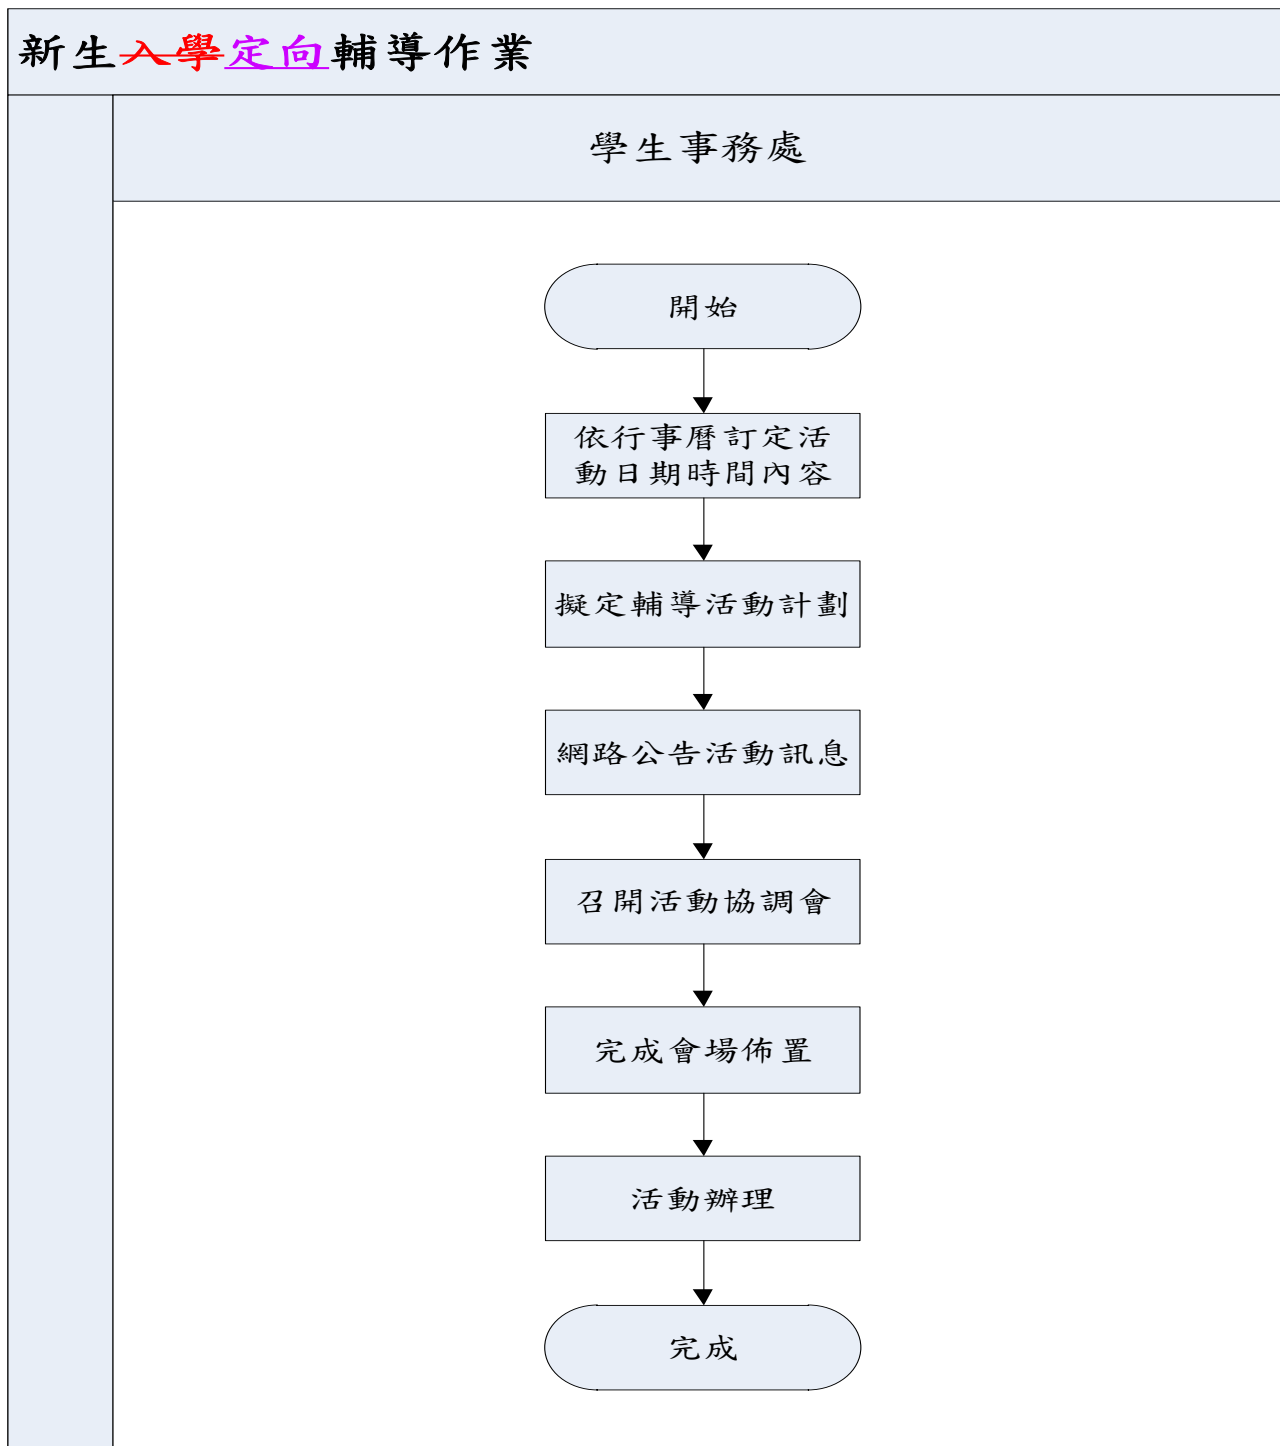 新生入學定向輔導作業
學生事務處
開始
依行事曆訂定活
動日期時間內容
擬定輔導活動計劃
網路公告活動訊息
召開活動協調會
完成會場佈置
活動辦理
完成